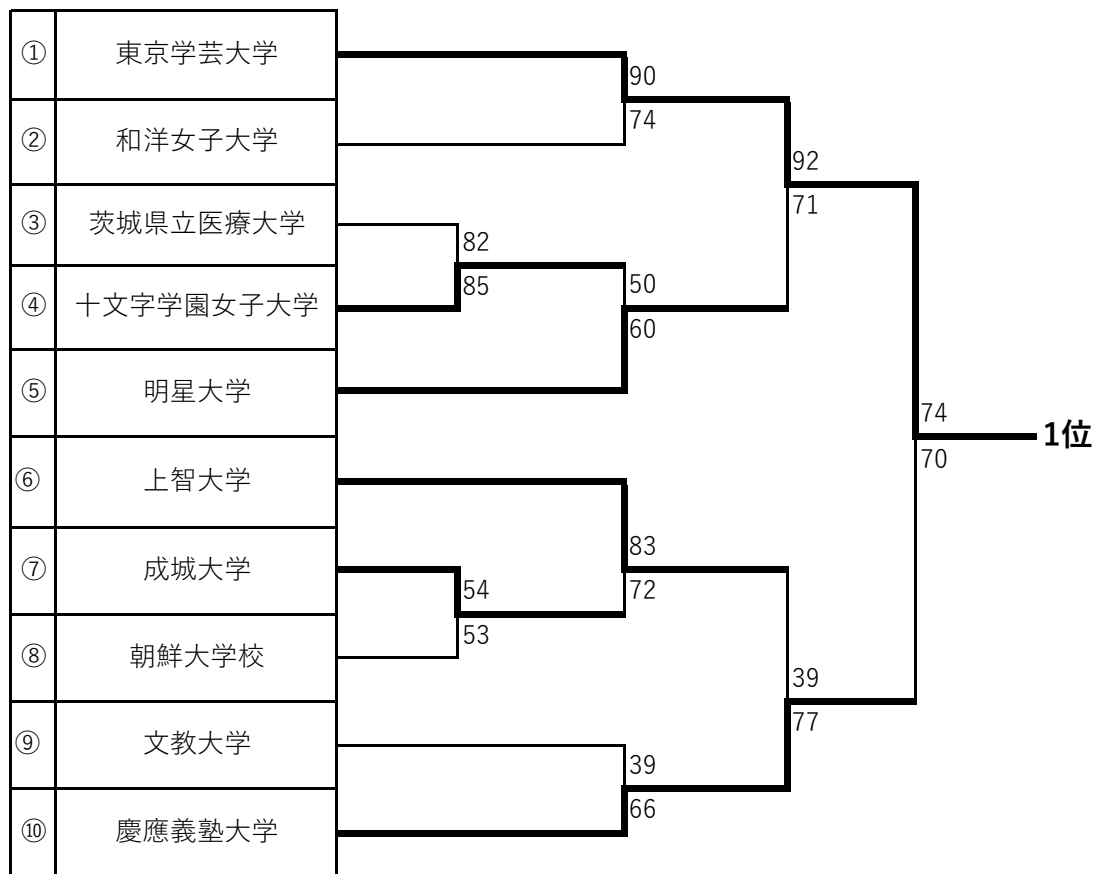 ① 東京学芸大学
② 和洋女子大学
③ 茨城県立医療大学
④ 十文字学園女子大学
⑤ 明星大学
⑥ 上智大学
⑦ 成城大学
⑧ 朝鮮大学校
⑨ 文教大学
⑩ 慶應義塾大学
82
85
54
53
90
74
50
60
83
72
39
66
92
71
39
77
74
70
1位